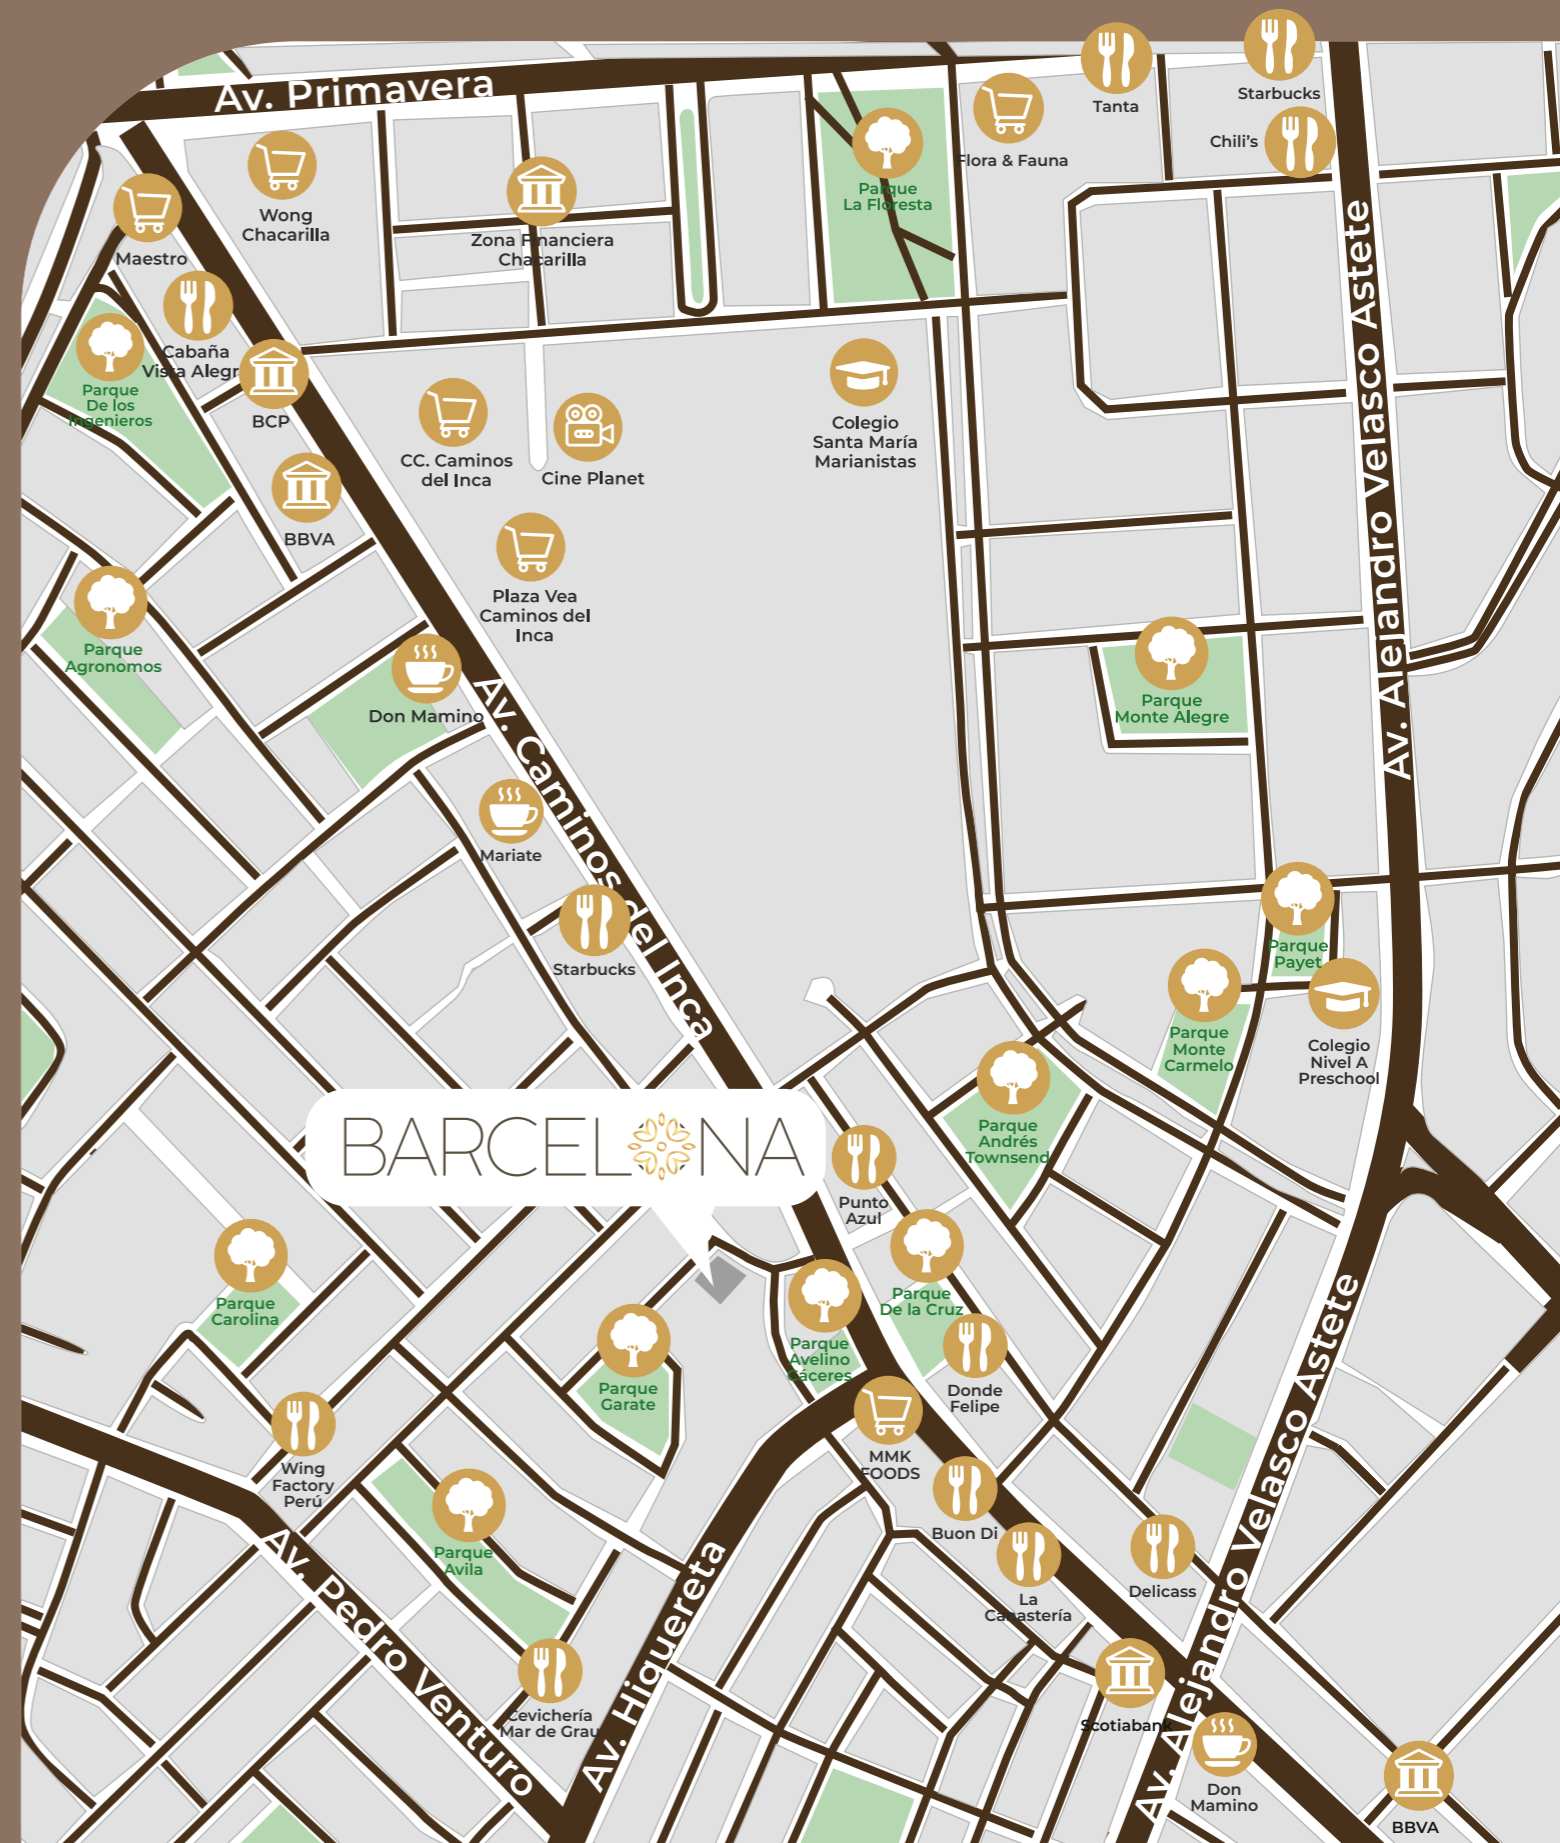 Av. Primavera
Tanta
Starbucks
Chili's
Flora & Fauna
Parque
La Floresta
Wong
Chacarilla
Maestro
Zona Financiera
Chacarilla
Cabaña
Vista Alegr
Parque
De los
Ingenieros
BCP
BBVA
CC. Caminos
del Inca
Cine Planet
Colegio
Santa María
Marianistas
Av. Alejandro Velasco Astete
Plaza Vea
Caminos del
Inca
Parque
Agronomos
Don Mamino
Parque
Monte Alegre
Av. Caminos del Inca
Mariate
Starbucks
Parque
Payet
Parque
Monte
Carmelo
Colegio
Nivel A
Preschool
Parque
Andrés
Townsend
BARCELONA
Punto
Azul
Parque
De la Cruz
Parque
Carolina
Parque
Avelino
Cáceres
Parque
Garate
Donde
Felipe
Av. Alejandro Velasco Astete
MMK
FOODS
Wing
Factory
Perú
Buon Di
Parque
Avila
Delicass
La
Canastería
Av. Pedro Venturo
Av. Higuereta
Cevichería
Mar de Grau
Scotiabank
Av. Alejandro Velasco Astete
Don
Mamino
BBVA